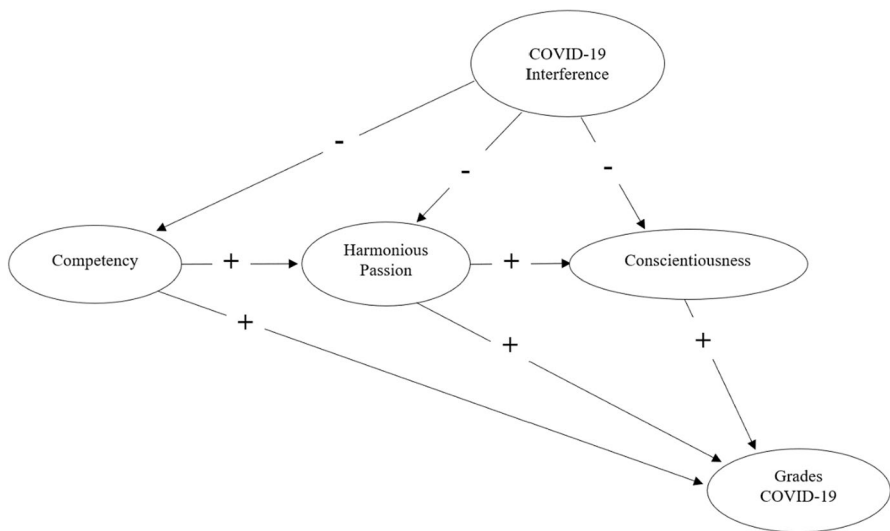 COVID-19
Interference
-
-
-
Competency
+
Harmonious
Passion
+
Conscientiousness
+
+
+
Grades
COVID-19